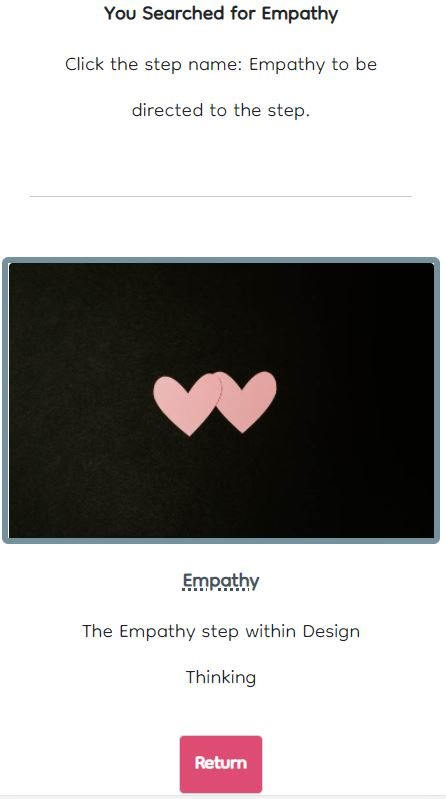 You Searched for Empathy
Click the step name: Empathy to be
directed to the step.
Empathy
The Empathy step within Design
Thinking
Return